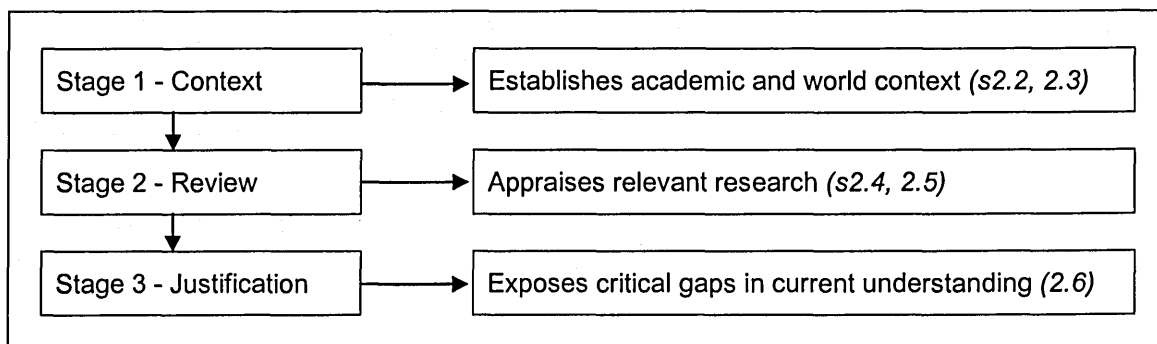 Stage 1 - Context
Establishes academic and world context (s2.2, 2.3)
Stage 2 - Review
Appraises relevant research (s2.4, 2.5)
Stage 3 - Justification
Exposes critical gaps in current understanding (2.6)